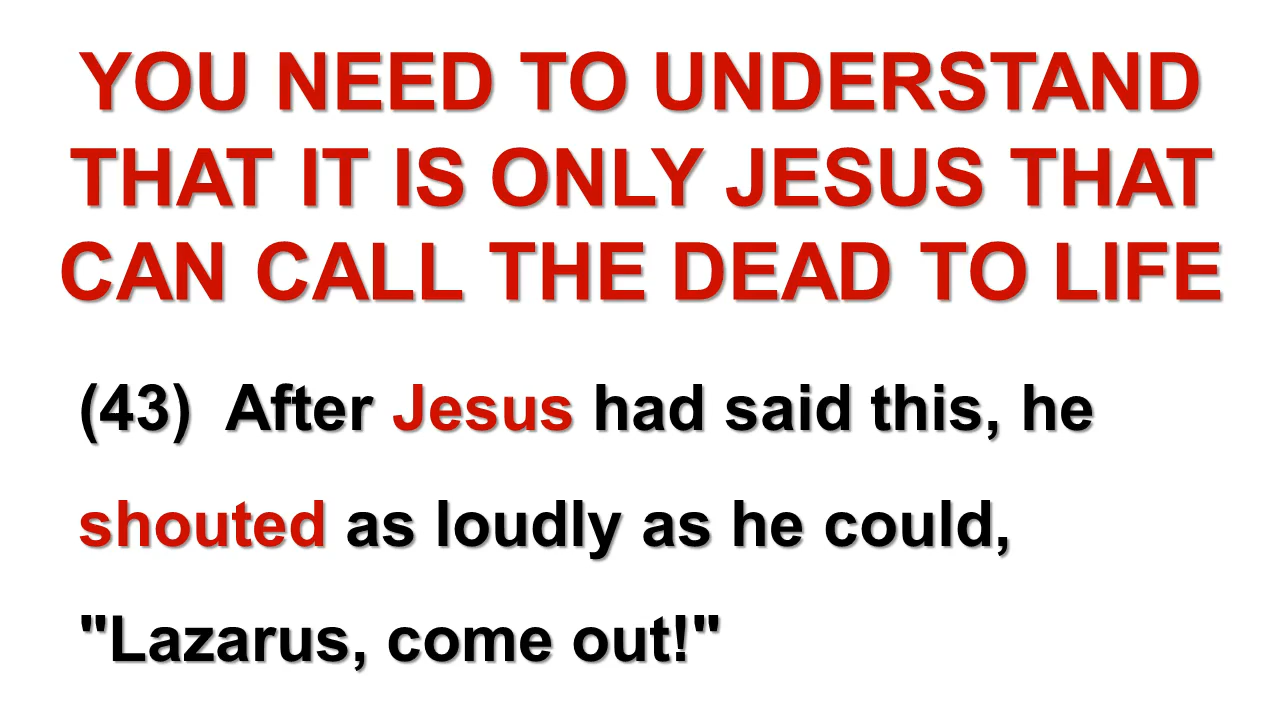 YOU NEED TO UNDERSTAND
THAT IT IS ONLY JESUS THAT
CAN CALL THE DEAD TO LIFE
(43)  After Jesus had said this, he
shouted as loudly as he could,
"Lazarus, come out!"